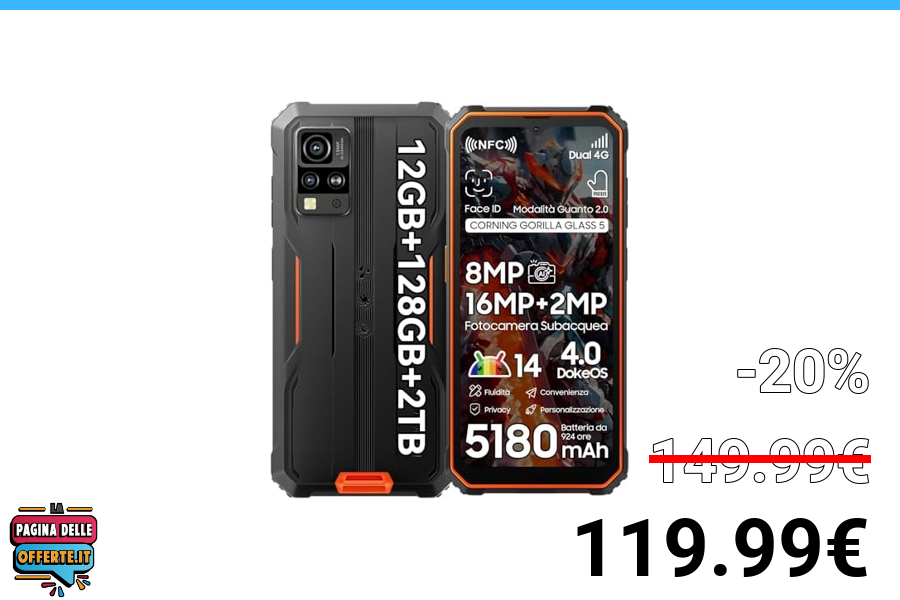 12GB+128GB+2TB
NFC
Dual 4G
Face ID Modalità Guanto 2.0
CORNING GORILLA GLASS 5
8MP AI
16MP+2MP
Fotocamera Subacquea
14 4.0
DokeOS
Fluidità Convenienza
Privacy Personalizzazione
5180 mAh
Batteria da
924 ore
-20%
149.99€
119.99€
LA
PAGINA DELLE
OFFERTE.IT